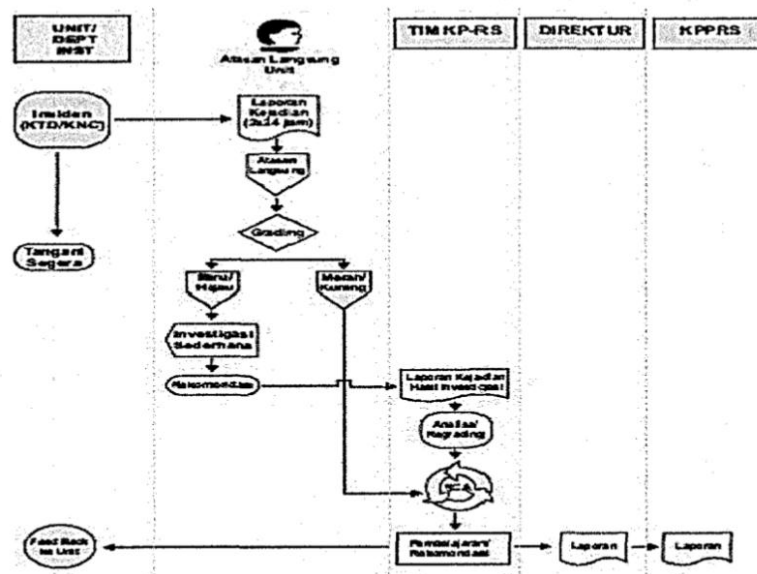 UNIT/
DEPT
INST
Atasan Langsung
Unit
TIM KP-RS
DIREKTUR
KPPRS
Insiden
(KTD/KNC)
Laporan
Kejadian
(2x24 jam)
Atasan
Langsung
Grading
Tangani
Segera
Biru/
Hijau
Merah/
Kuning
Investigasi
Sederhana
Rekomendasi
Laporan Kejadian
Hasil Investigasi
Analisa/
Regrading
RCA
Feed Back
ke Unit
Pembelajaran/
Rekomendasi
Laporan
Laporan